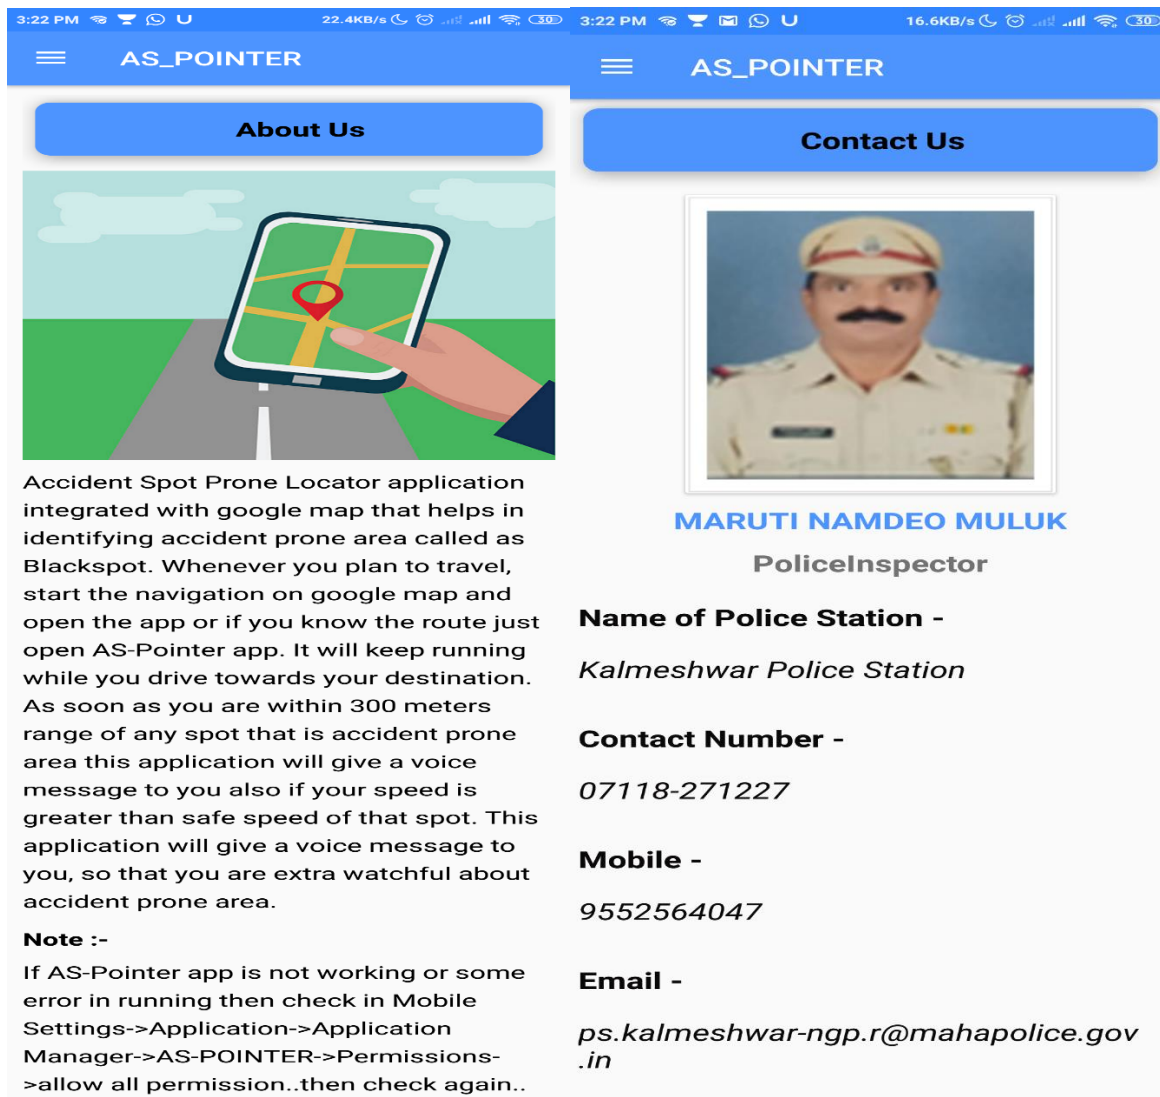 3:22 PM U 22.4KB/s 30
AS_POINTER
About Us
Accident Spot Prone Locator application
integrated with google map that helps in
identifying accident prone area called as
Blackspot. Whenever you plan to travel,
start the navigation on google map and
open the app or if you know the route just
open AS-Pointer app. It will keep running
while you drive towards your destination.
As soon as you are within 300 meters
range of any spot that is accident prone
area this application will give a voice
message to you also if your speed is
greater than safe speed of that spot. This
application will give a voice message to
you, so that you are extra watchful about
accident prone area.
Note :-
If AS-Pointer app is not working or some
error in running then check in Mobile
Settings->Application->Application
Manager->AS-POINTER->Permissions-
>allow all permission..then check again..
3:22 PM U 16.6KB/s 30
AS_POINTER
Contact Us
MARUTI NAMDEO MULUK
PoliceInspector
Name of Police Station -
Kalmeshwar Police Station
Contact Number -
07118-271227
Mobile -
9552564047
Email -
ps.kalmeshwar-ngp.r@mahapolice.gov
.in